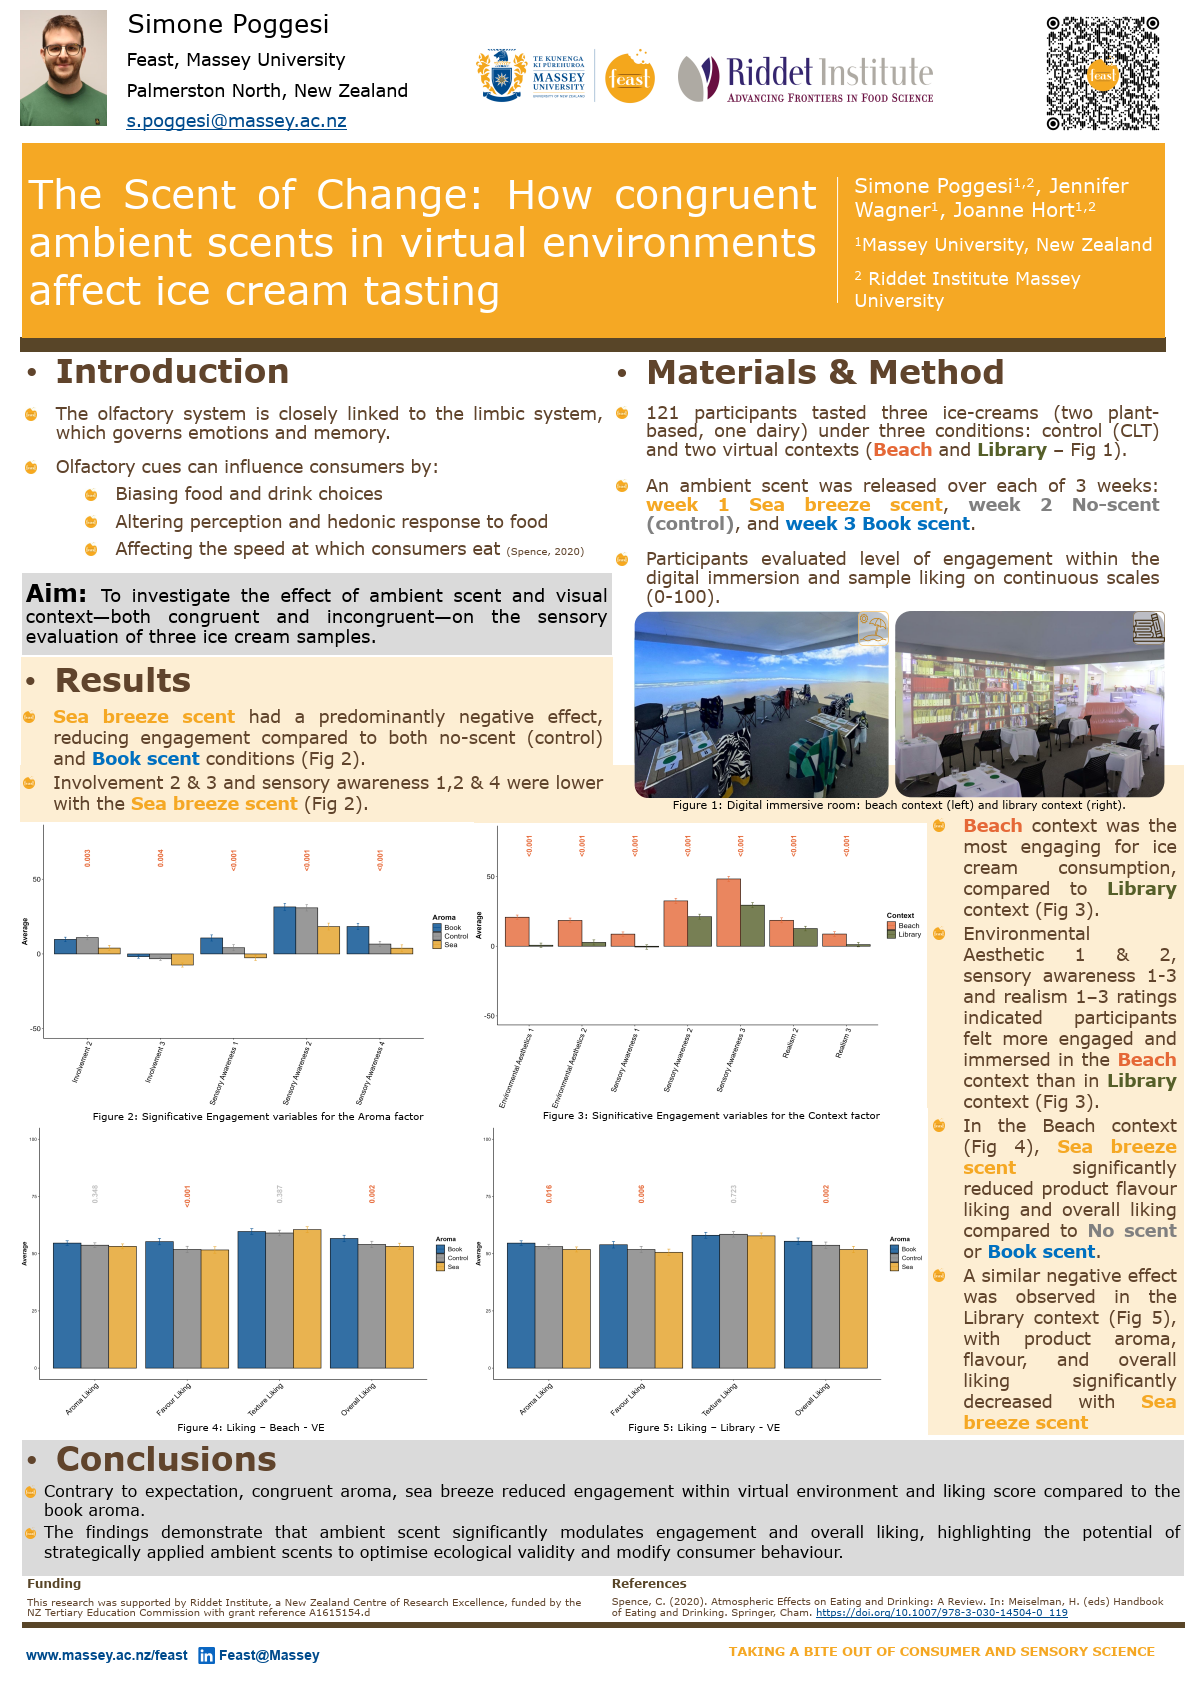 Simone Poggesi
Feast, Massey University
Palmerston North, New Zealand
s.poggesi@massey.ac.nz
TE KUNENGA
KI PŪREHUROA
MASSEY
UNIVERSITY
UNIVERSITY OF NEW ZEALAND
feast
Riddet Institute
ADVANCING FRONTIERS IN FOOD SCIENCE
feast
The Scent of Change: How congruent
ambient scents in virtual environments
affect ice cream tasting
Simone Poggesi1,2, Jennifer
Wagner1, Joanne Hort1,2
1Massey University, New Zealand
2 Riddet Institute Massey
University
• Introduction
The olfactory system is closely linked to the limbic system,
which governs emotions and memory.
Olfactory cues can influence consumers by:
Biasing food and drink choices
Altering perception and hedonic response to food
Affecting the speed at which consumers eat (Spence, 2020)
Aim: To investigate the effect of ambient scent and visual
context—both congruent and incongruent—on the sensory
evaluation of three ice cream samples.
• Materials & Method
121 participants tasted three ice-creams (two plant-
based, one dairy) under three conditions: control (CLT)
and two virtual contexts (Beach and Library – Fig 1).
An ambient scent was released over each of 3 weeks:
week 1 Sea breeze scent, week 2 No-scent
(control), and week 3 Book scent.
Participants evaluated level of engagement within the
digital immersion and sample liking on continuous scales
(0-100).
Figure 1: Digital immersive room: beach context (left) and library context (right).
• Results
Sea breeze scent had a predominantly negative effect,
reducing engagement compared to both no-scent (control)
and Book scent conditions (Fig 2).
Involvement 2 & 3 and sensory awareness 1,2 & 4 were lower
with the Sea breeze scent (Fig 2).
0.003
0.004
<0.001
<0.001
<0.001
50
0
-50
Average
Aroma
Book
Control
Sea
Involvement 2
Involvement 3
Sensory Awareness 1
Sensory Awareness 2
Sensory Awareness 4
Figure 2: Significative Engagement variables for the Aroma factor
<0.001
<0.001
<0.001
<0.001
<0.001
<0.001
<0.001
50
0
-50
Average
Context
Beach
Library
Environmental Aesthetics 1
Environmental Aesthetics 2
Sensory Awareness 1
Sensory Awareness 2
Sensory Awareness 3
Realism 2
Realism 3
Figure 3: Significative Engagement variables for the Context factor
100
75
50
25
0
Average
0.348
<0.001
0.387
0.002
Aroma
Book
Control
Sea
Aroma Liking
Favour Liking
Texture Liking
Overall Liking
Figure 4: Liking – Beach - VE
100
75
50
25
0
Average
0.016
0.006
0.723
0.002
Aroma
Book
Control
Sea
Aroma Liking
Favour Liking
Texture Liking
Overall Liking
Figure 5: Liking – Library - VE
Beach context was the
most engaging for ice
cream consumption,
compared to Library
context (Fig 3).
Environmental
Aesthetic 1 & 2,
sensory awareness 1-3
and realism 1–3 ratings
indicated participants
felt more engaged and
immersed in the Beach
context than in Library
context (Fig 3).
In the Beach context
(Fig 4), Sea breeze
scent significantly
reduced product flavour
liking and overall liking
compared to No scent
or Book scent.
A similar negative effect
was observed in the
Library context (Fig 5),
with product aroma,
flavour, and overall
liking significantly
decreased with Sea
breeze scent
• Conclusions
Contrary to expectation, congruent aroma, sea breeze reduced engagement within virtual environment and liking score compared to the
book aroma.
The findings demonstrate that ambient scent significantly modulates engagement and overall liking, highlighting the potential of
strategically applied ambient scents to optimise ecological validity and modify consumer behaviour.
Funding
This research was supported by Riddet Institute, a New Zealand Centre of Research Excellence, funded by the
NZ Tertiary Education Commission with grant reference A1615154.d
References
Spence, C. (2020). Atmospheric Effects on Eating and Drinking: A Review. In: Meiselman, H. (eds) Handbook
of Eating and Drinking. Springer, Cham. https://doi.org/10.1007/978-3-030-14504-0_119
www.massey.ac.nz/feast
in Feast@Massey
TAKING A BITE OUT OF CONSUMER AND SENSORY SCIENCE